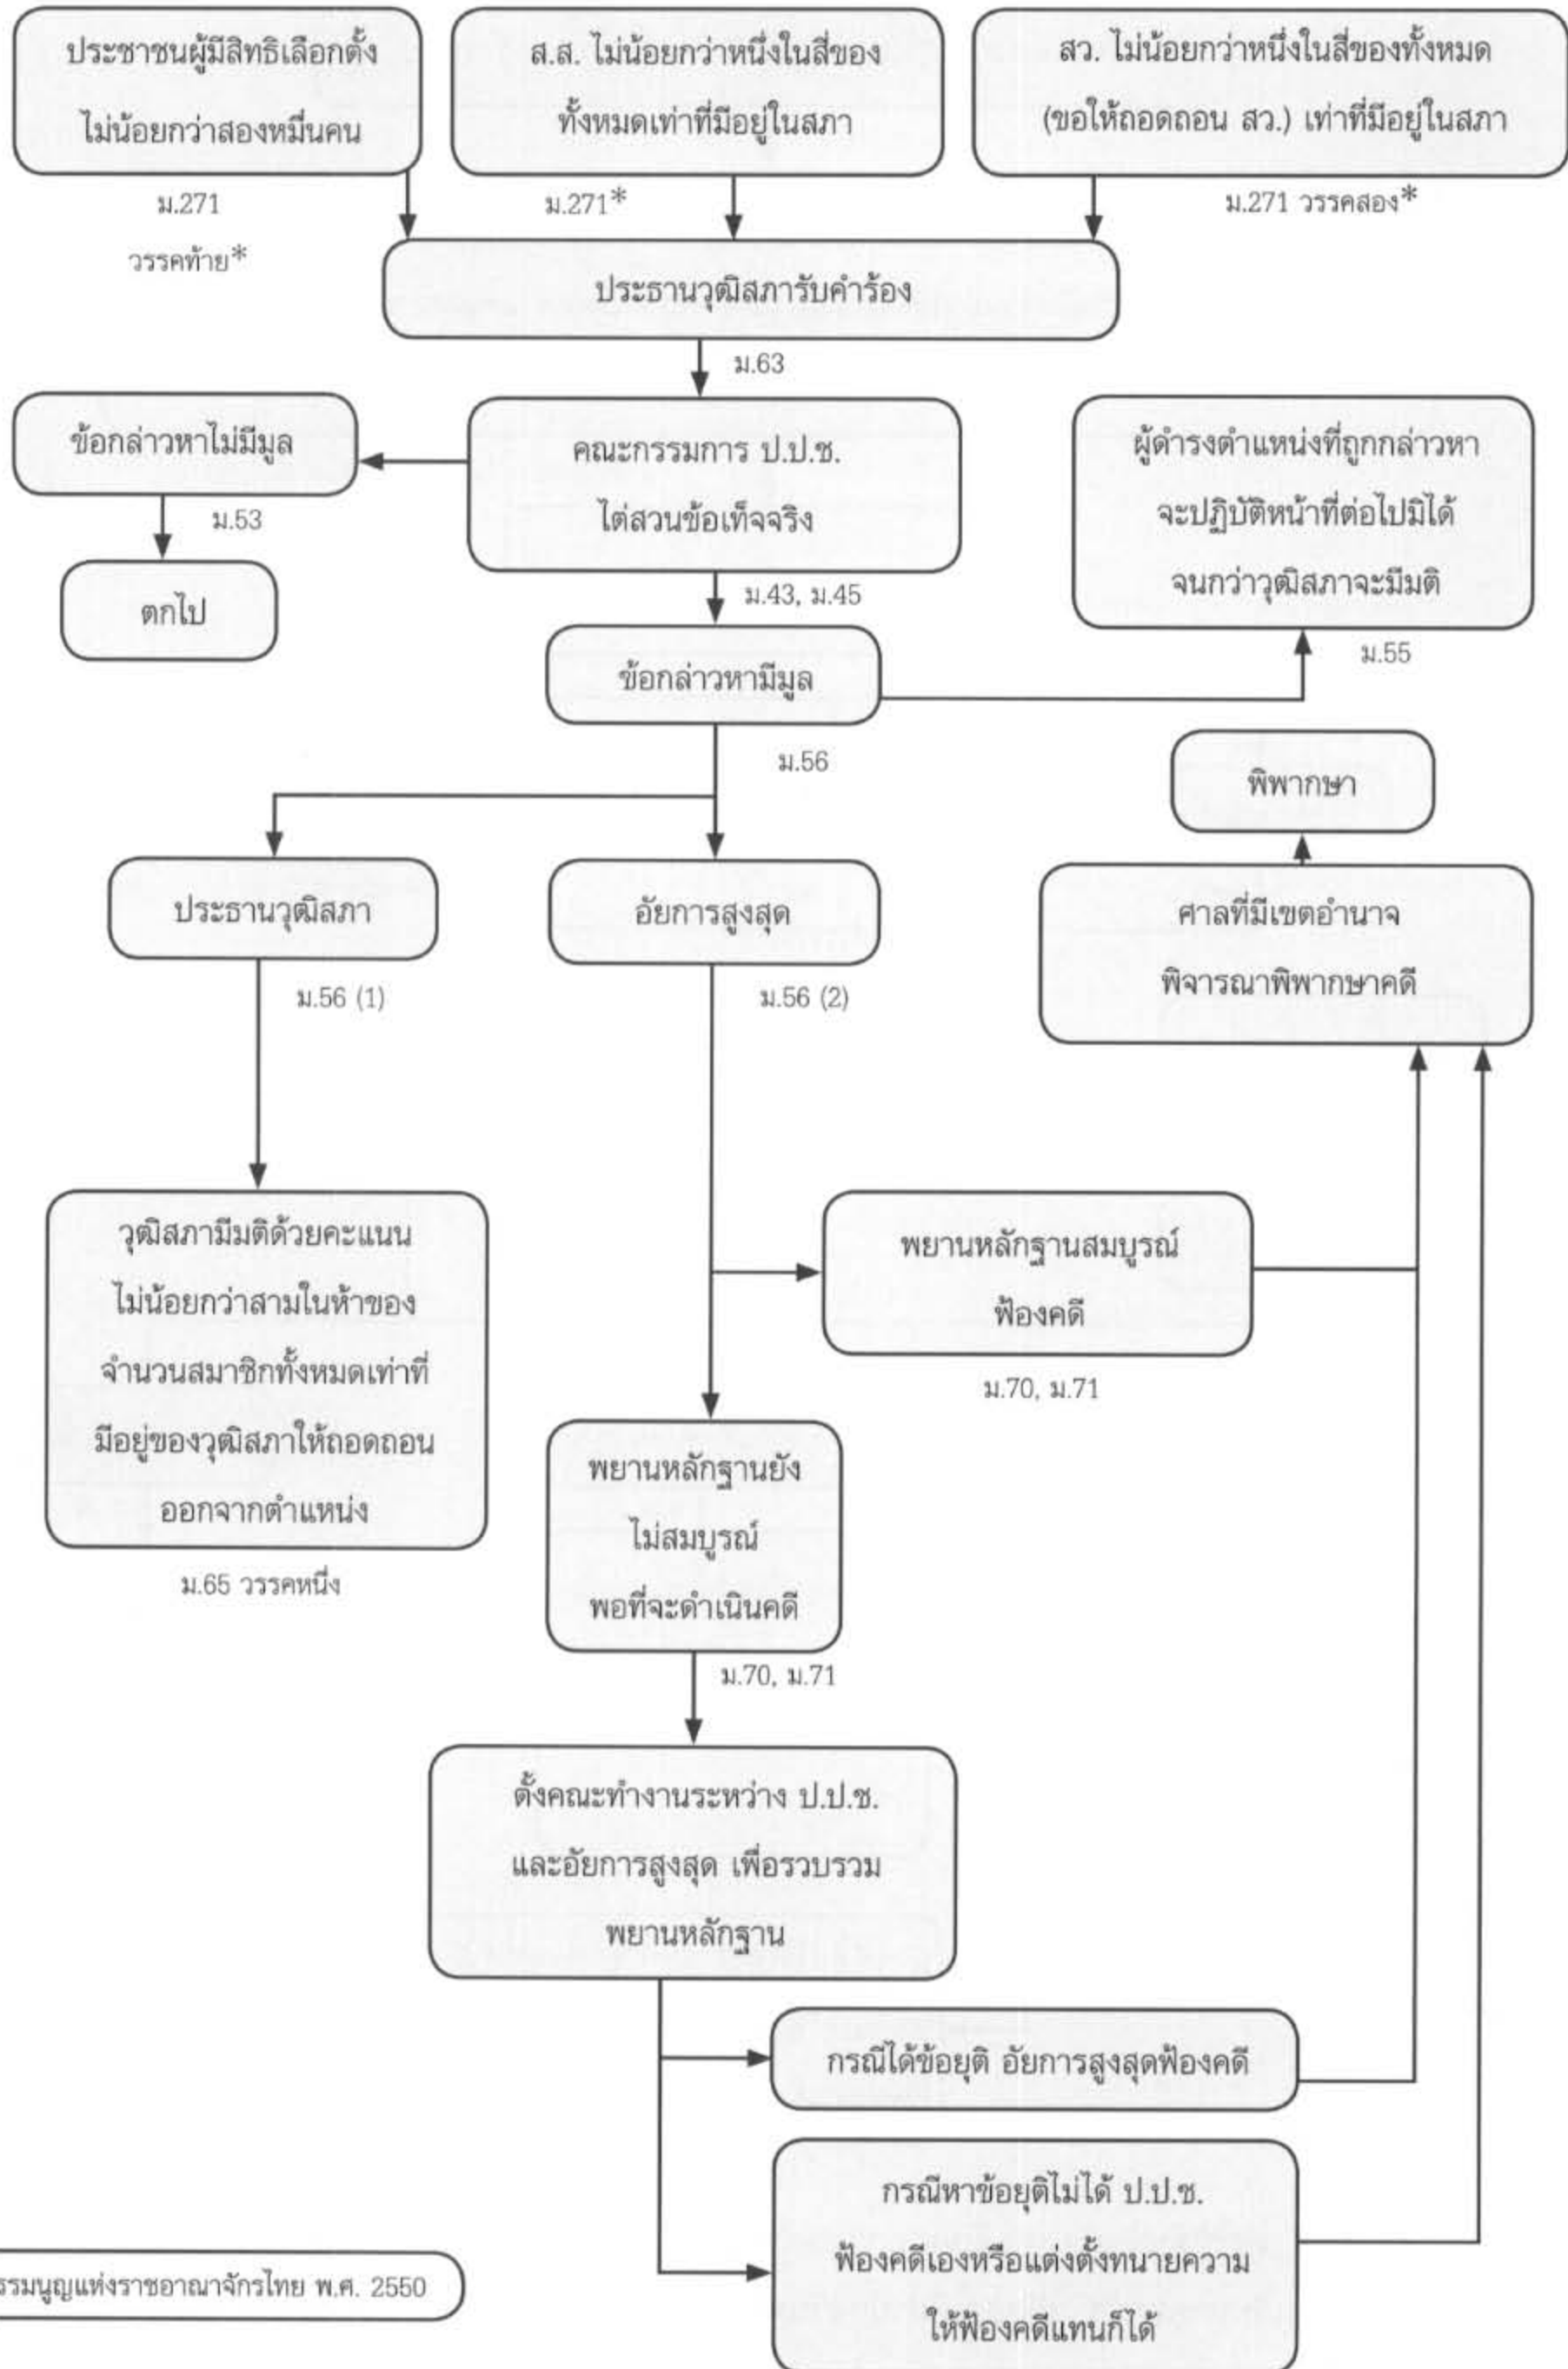 ประชาชนผู้มีสิทธิเลือกตั้ง
ไม่น้อยกว่าสองหมื่นคน
ส.ส. ไม่น้อยกว่าหนึ่งในสี่ของ
ทั้งหมดเท่าที่มีอยู่ในสภา
สว. ไม่น้อยกว่าหนึ่งในสี่ของทั้งหมด
(ขอให้ถอดถอน สว.) เท่าที่มีอยู่ในสภา
ม.271
วรรคท้าย*
ม.271*
ม.271 วรรคสอง*
ประธานวุฒิสภารับคำร้อง
ม.63
ข้อกล่าวหาไม่มีมูล
คณะกรรมการ ป.ป.ช.
ไต่สวนข้อเท็จจริง
ผู้ดำรงตำแหน่งที่ถูกกล่าวหา
จะปฏิบัติหน้าที่ต่อไปมิได้
จนกว่าวุฒิสภาจะมีมติ
ม.53
ตกไป
ม.43, ม.45
ม.55
ข้อกล่าวหามีมูล
ม.56
พิพากษา
ประธานวุฒิสภา
อัยการสูงสุด
ศาลที่มีเขตอำนาจ
พิจารณาพิพากษาคดี
ม.56 (1)
ม.56 (2)
วุฒิสภามีมติด้วยคะแนน
ไม่น้อยกว่าสามในห้าของ
จำนวนสมาชิกทั้งหมดเท่าที่
มีอยู่ของวุฒิสภาให้ถอดถอน
ออกจากตำแหน่ง
ม.65 วรรคหนึ่ง
พยานหลักฐานสมบูรณ์
ฟ้องคดี
ม.70, ม.71
พยานหลักฐานยัง
ไม่สมบูรณ์
พอที่จะดำเนินคดี
ม.70, ม.71
ตั้งคณะทำงานระหว่าง ป.ป.ช.
และอัยการสูงสุด เพื่อรวบรวม
พยานหลักฐาน
กรณีได้ข้อยุติ อัยการสูงสุดฟ้องคดี
กรณีหาข้อยุติไม่ได้ ป.ป.ช.
ฟ้องคดีเองหรือแต่งตั้งทนายความ
ให้ฟ้องคดีแทนก็ได้
รรมนูญแห่งราชอาณาจักรไทย พ.ศ. 2550